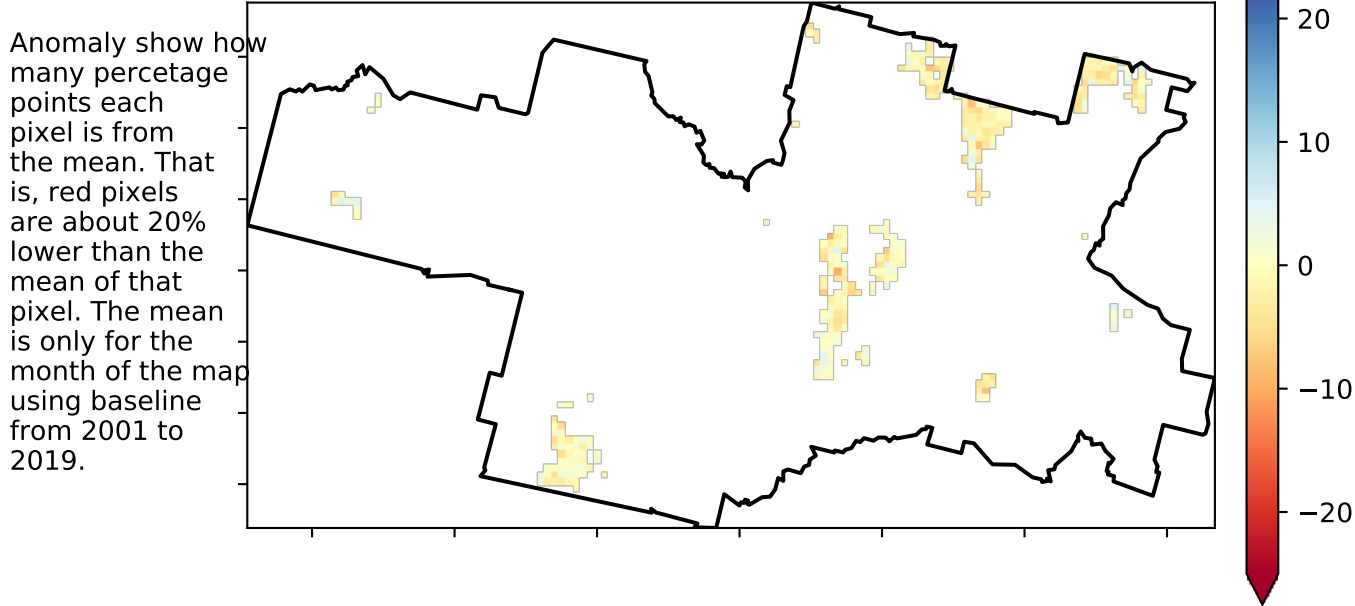 Anomaly show how
many percetage
points each
pixel is from
the mean. That
is, red pixels
are about 20%
lower than the
mean of that
pixel. The mean
is only for the
month of the map
using baseline
from 2001 to
2019.
20
10
0
−10
−20